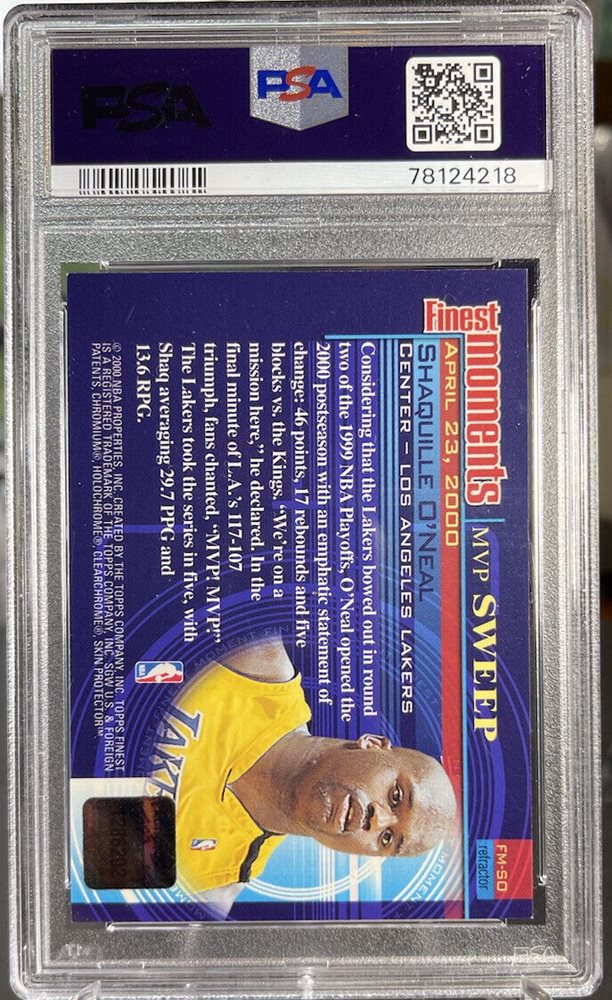 PSA
PSA
78124218
Finest moments
MVP SWEEP
FM-SO
refractor
APRIL 23, 2000
SHAQUILLE O'NEAL
CENTER – LOS ANGELES LAKERS
Considering that the Lakers bowed out in round
two of the 1999 NBA Playoffs, O'Neal opened the
2000 postseason with an emphatic statement of
change: 46 points, 17 rebounds and five
blocks vs. the Kings. "We're on a
mission here," he declared. In the
final minute of L.A.'s 117-107
triumph, fans chanted, "MVP! MVP!"
The Lakers took the series in five, with
Shaq averaging 29.7 PPG and
13.6 RPG.
© 2000 NBA PROPERTIES, INC. CREATED BY THE TOPPS COMPANY, INC. TOPPS FINEST
IS A REGISTERED TRADEMARK OF THE TOPPS COMPANY, INC. SGW U.S. & FOREIGN
PATENTS. CHROMIUM®, HOLOCHROME®, CLEARCHROME®, SKIN PROTECTOR™